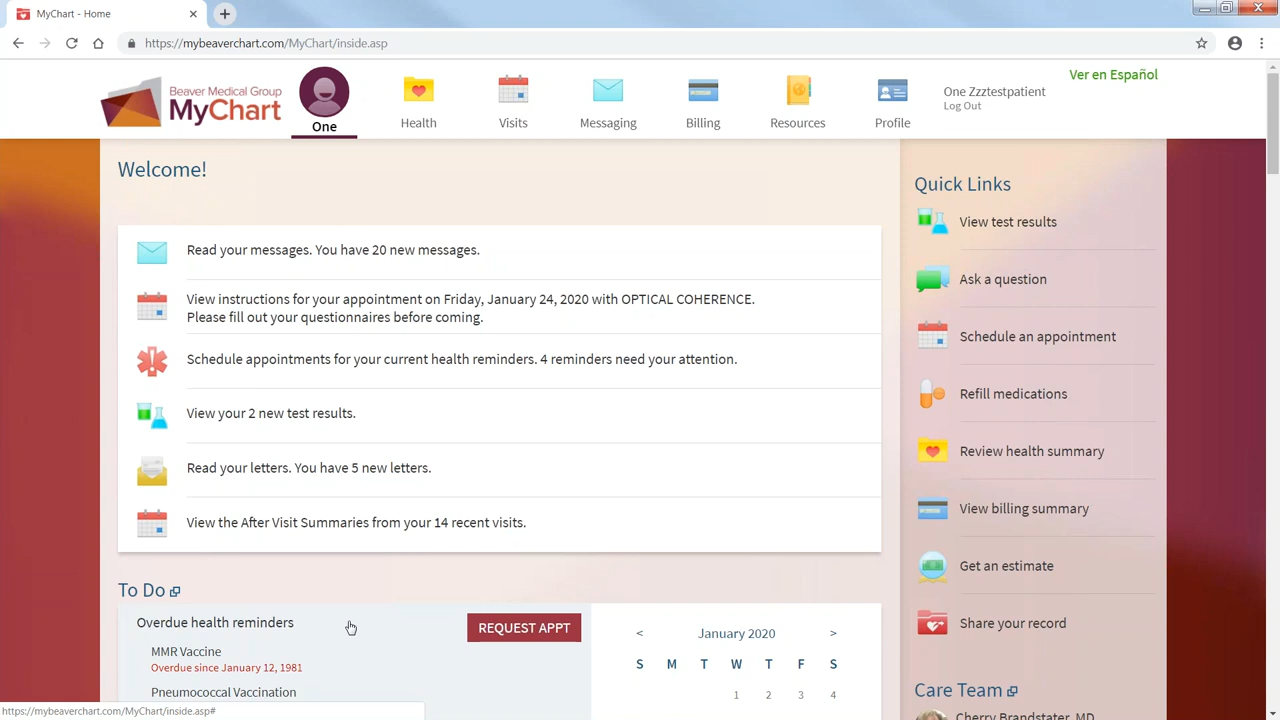 MyChart - Home
https://mybeaverchart.com/MyChart/inside.asp
Ver en Español
Beaver Medical Group
MyChart
One
Health
Visits
Messaging
Billing
Resources
Profile
One Zzztestpatient
Log Out
Welcome!
Read your messages. You have 20 new messages.
View instructions for your appointment on Friday, January 24, 2020 with OPTICAL COHERENCE.
Please fill out your questionnaires before coming.
Schedule appointments for your current health reminders. 4 reminders need your attention.
View your 2 new test results.
Read your letters. You have 5 new letters.
View the After Visit Summaries from your 14 recent visits.
To Do
Overdue health reminders
REQUEST APPT
MMR Vaccine
Overdue since January 12, 1981
Pneumococcal Vaccination
< January 2020 >
S M T W T F S
1 2 3 4
Quick Links
View test results
Ask a question
Schedule an appointment
Refill medications
Review health summary
View billing summary
Get an estimate
Share your record
Care Team
Cherry Brandstater, MD
https://mybeaverchart.com/MyChart/inside.asp#